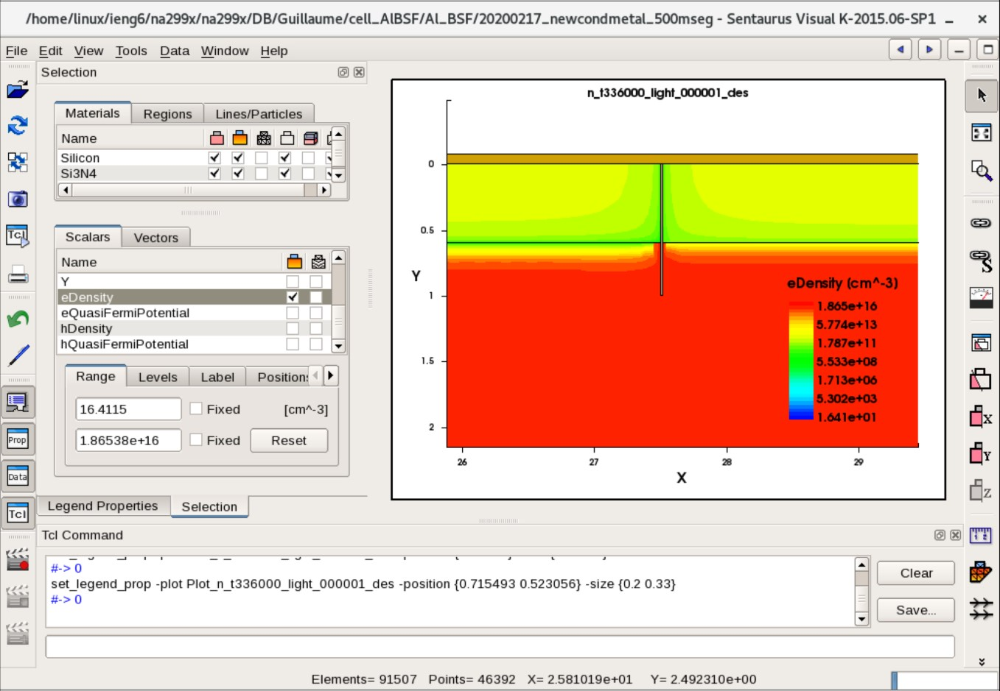 /home/linux/ieng6/na299x/na299x/DB/Guillaume/cell_AlBSF/Al_BSF/20200217_newcondmetal_500mseg - Sentaurus Visual K-2015.06-SP1
File Edit View Tools Data Window Help
Selection
Materials Regions Lines/Particles
Name
Silicon
Si3N4
Scalars Vectors
Name
Y
eDensity
eQuasiFermiPotential
hDensity
hQuasiFermiPotential
Range Levels Label Position
16.4115 Fixed [cm^-3]
1.86538e+16 Fixed Reset
Legend Properties Selection
Tcl
Prop
Data
Tcl
n_t336000_light_000001_des
0
0.5
1
1.5
2
Y
26 27 28 29
X
eDensity (cm^-3)
1.865e+16
5.774e+13
1.787e+11
5.533e+08
1.713e+06
5.302e+03
1.641e+01
S
X
Y
Z
1 2
Tcl Command
#-> 0
set_legend_prop -plot Plot_n_t336000_light_000001_des -position {0.715493 0.523056} -size {0.2 0.33}
#-> 0
Clear
Save...
Elements= 91507 Points= 46392 X= 2.581019e+01 Y= 2.492310e+00